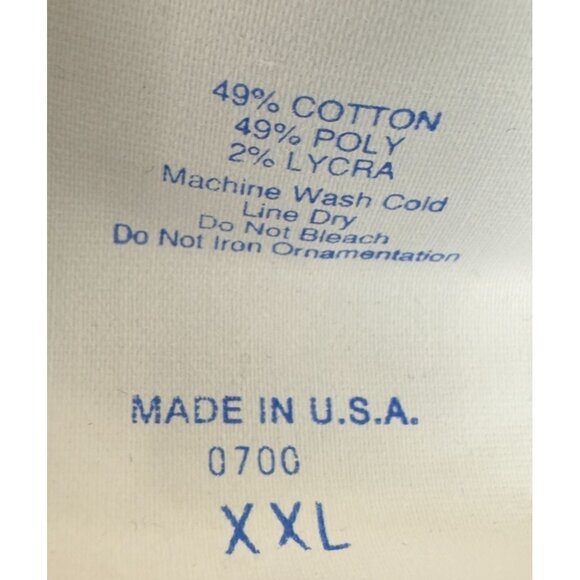 49% COTTON
49% POLY
2% LYCRA
Machine Wash Cold
Line Dry
Do Not Bleach
Do Not Iron Ornamentation
MADE IN U.S.A.
0700
XXL